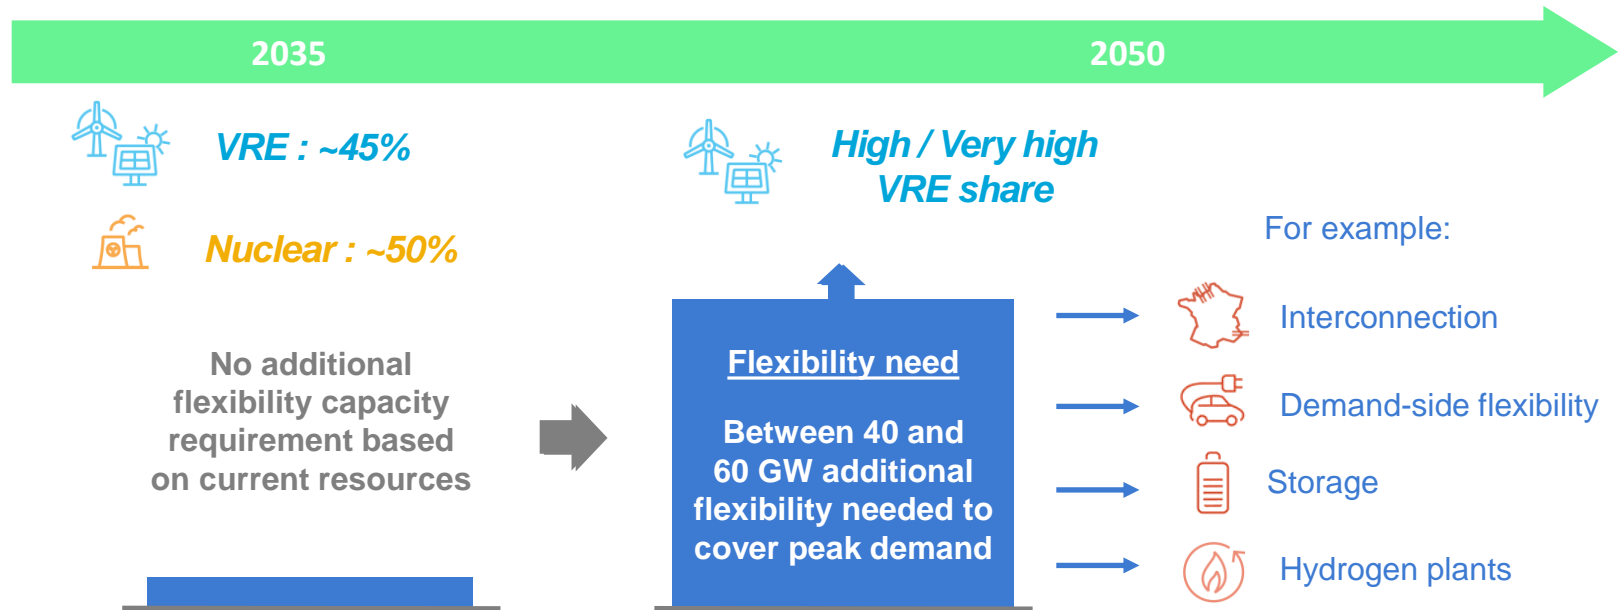 2035
2050
VRE : ~45%
Nuclear : ~50%
No additional
flexibility capacity
requirement based
on current resources
High / Very high
VRE share
Flexibility need
Between 40 and
60 GW additional
flexibility needed to
cover peak demand
For example:
Interconnection
Demand-side flexibility
Storage
Hydrogen plants